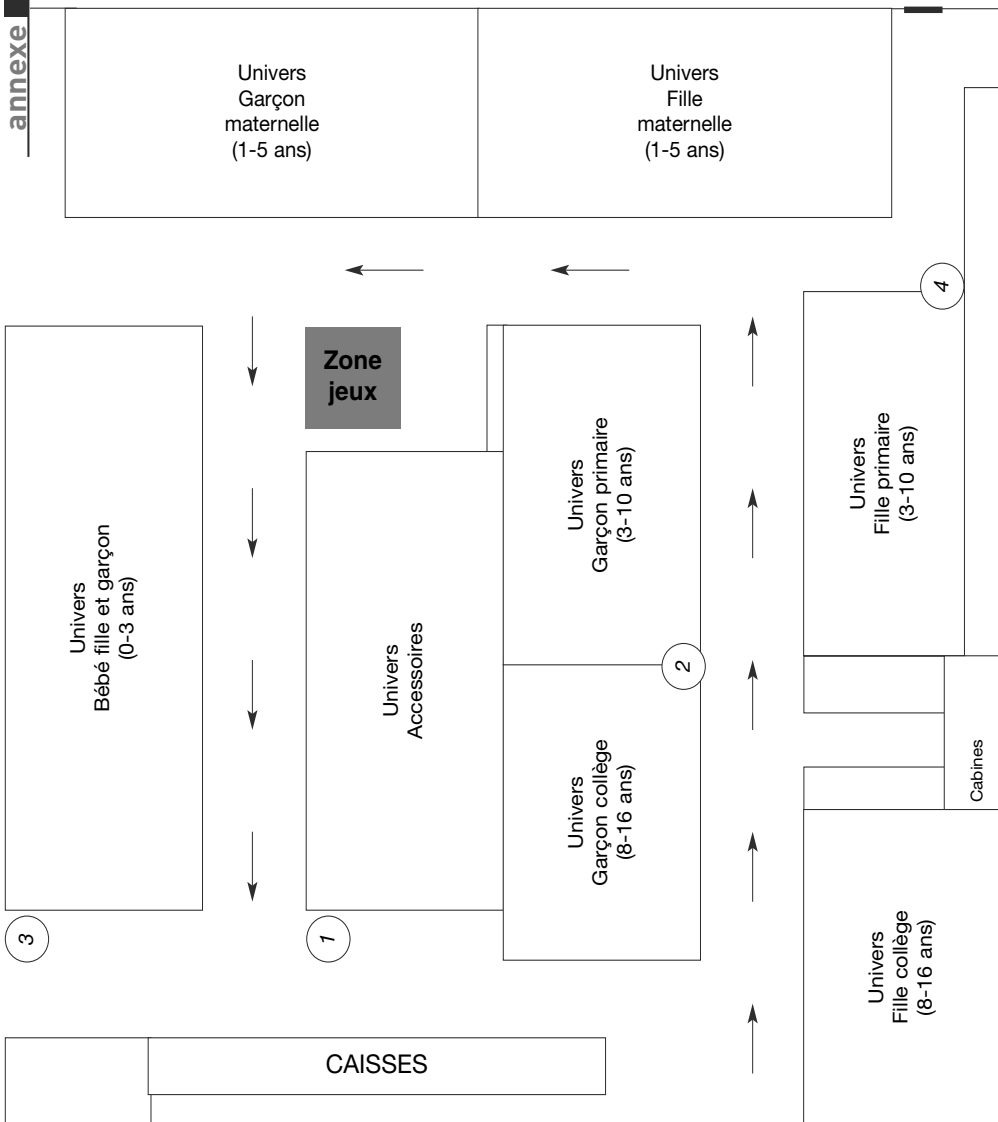 annexe
Univers
Garçon
maternelle
(1-5 ans)
Univers
Fille
maternelle
(1-5 ans)
4
Zone
jeux
Univers
Bébé fille et garçon
(0-3 ans)
Univers
Accessoires
Univers
Garçon primaire
(3-10 ans)
Univers
Fille primaire
(3-10 ans)
2
Univers
Garçon collège
(8-16 ans)
Cabines
3
1
Univers
Fille collège
(8-16 ans)
CAISSES